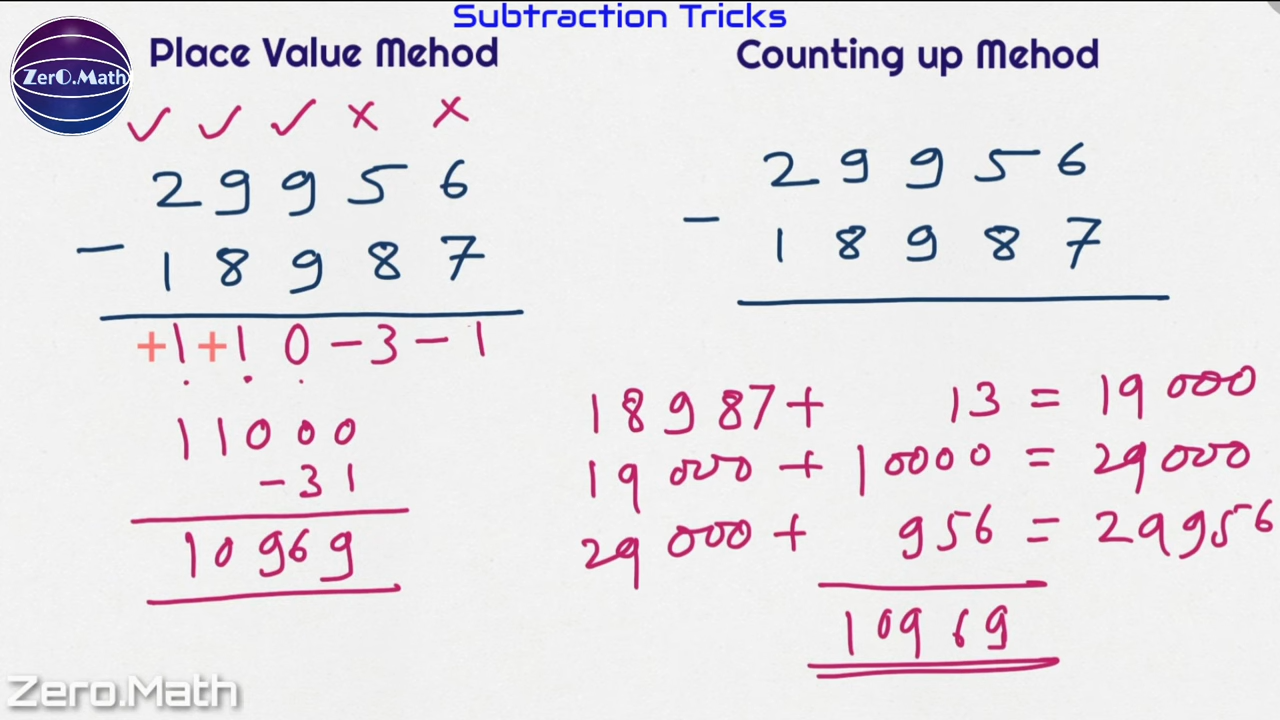 Subtraction Tricks
ZerO.Math
Place Value Mehod
✓ ✓ ✓ × ×
2 9 9 5 6
- 1 8 9 8 7
+1 +1 0 -3 -1
1 1 0 0 0
-3 1
1 0 9 6 9
Counting up Mehod
2 9 9 5 6
- 1 8 9 8 7
18987 + 13 = 19000
19000 + 10000 = 29000
29000 + 956 = 29956
10969
Zero.Math